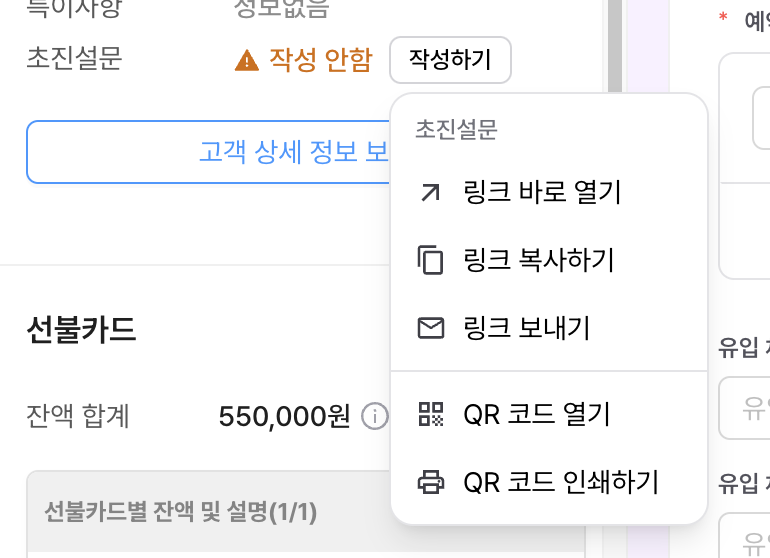 특이사항 정보없음
* 예약
초진설문 작성 안함 작성하기
초진설문
고객 상세 정보 보
링크 바로 열기
링크 복사하기
선불카드
링크 보내기
유입
잔액 합계 550,000원
QR 코드 열기
유입
QR 코드 인쇄하기
유입
선불카드별 잔액 및 설명(1/1)